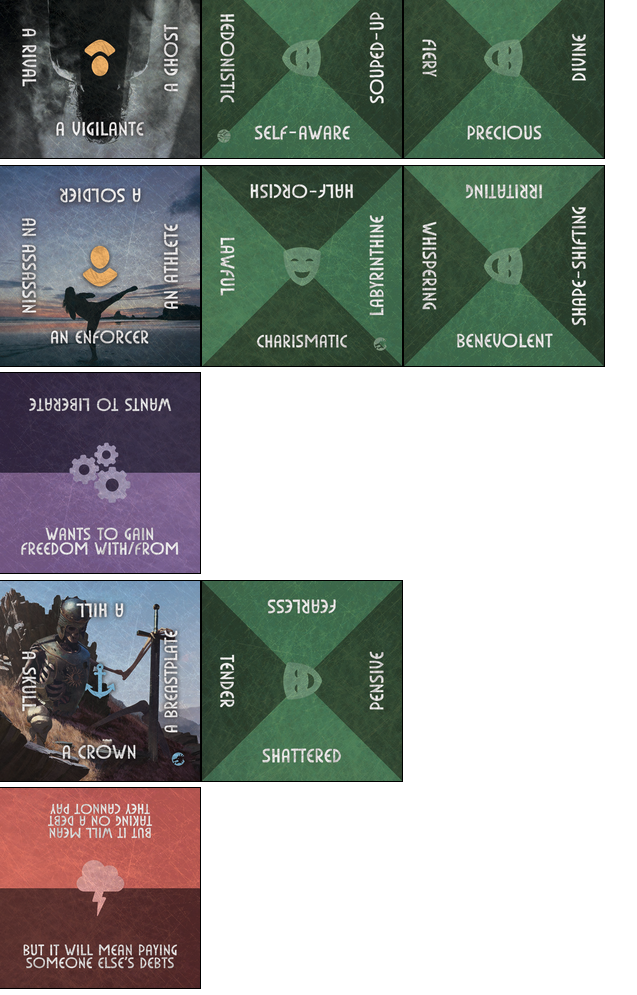 A RIVAL
A GHOST
A VIGILANTE
HEDONISTIC
SOUPED-UP
SELF-AWARE
FIERY
DIVINE
PRECIOUS
A SOLDIER
AN ASSASSIN
AN ATHLETE
AN ENFORCER
HALF-ORCISH
LAWFUL
LABYRINTHINE
CHARISMATIC
IRRITATING
WHISPERING
SHAPE-SHIFTING
BENEVOLENT
WANTS TO LIBERATE
WANTS TO GAIN
FREEDOM WITH/FROM
A HILL
A SKULL
A BREASTPLATE
A CROWN
FEARLESS
TENDER
PENSIVE
SHATTERED
BUT IT WILL MEAN
TAKING ON A DEBT
THEY CANNOT PAY
BUT IT WILL MEAN PAYING
SOMEONE ELSE'S DEBTS